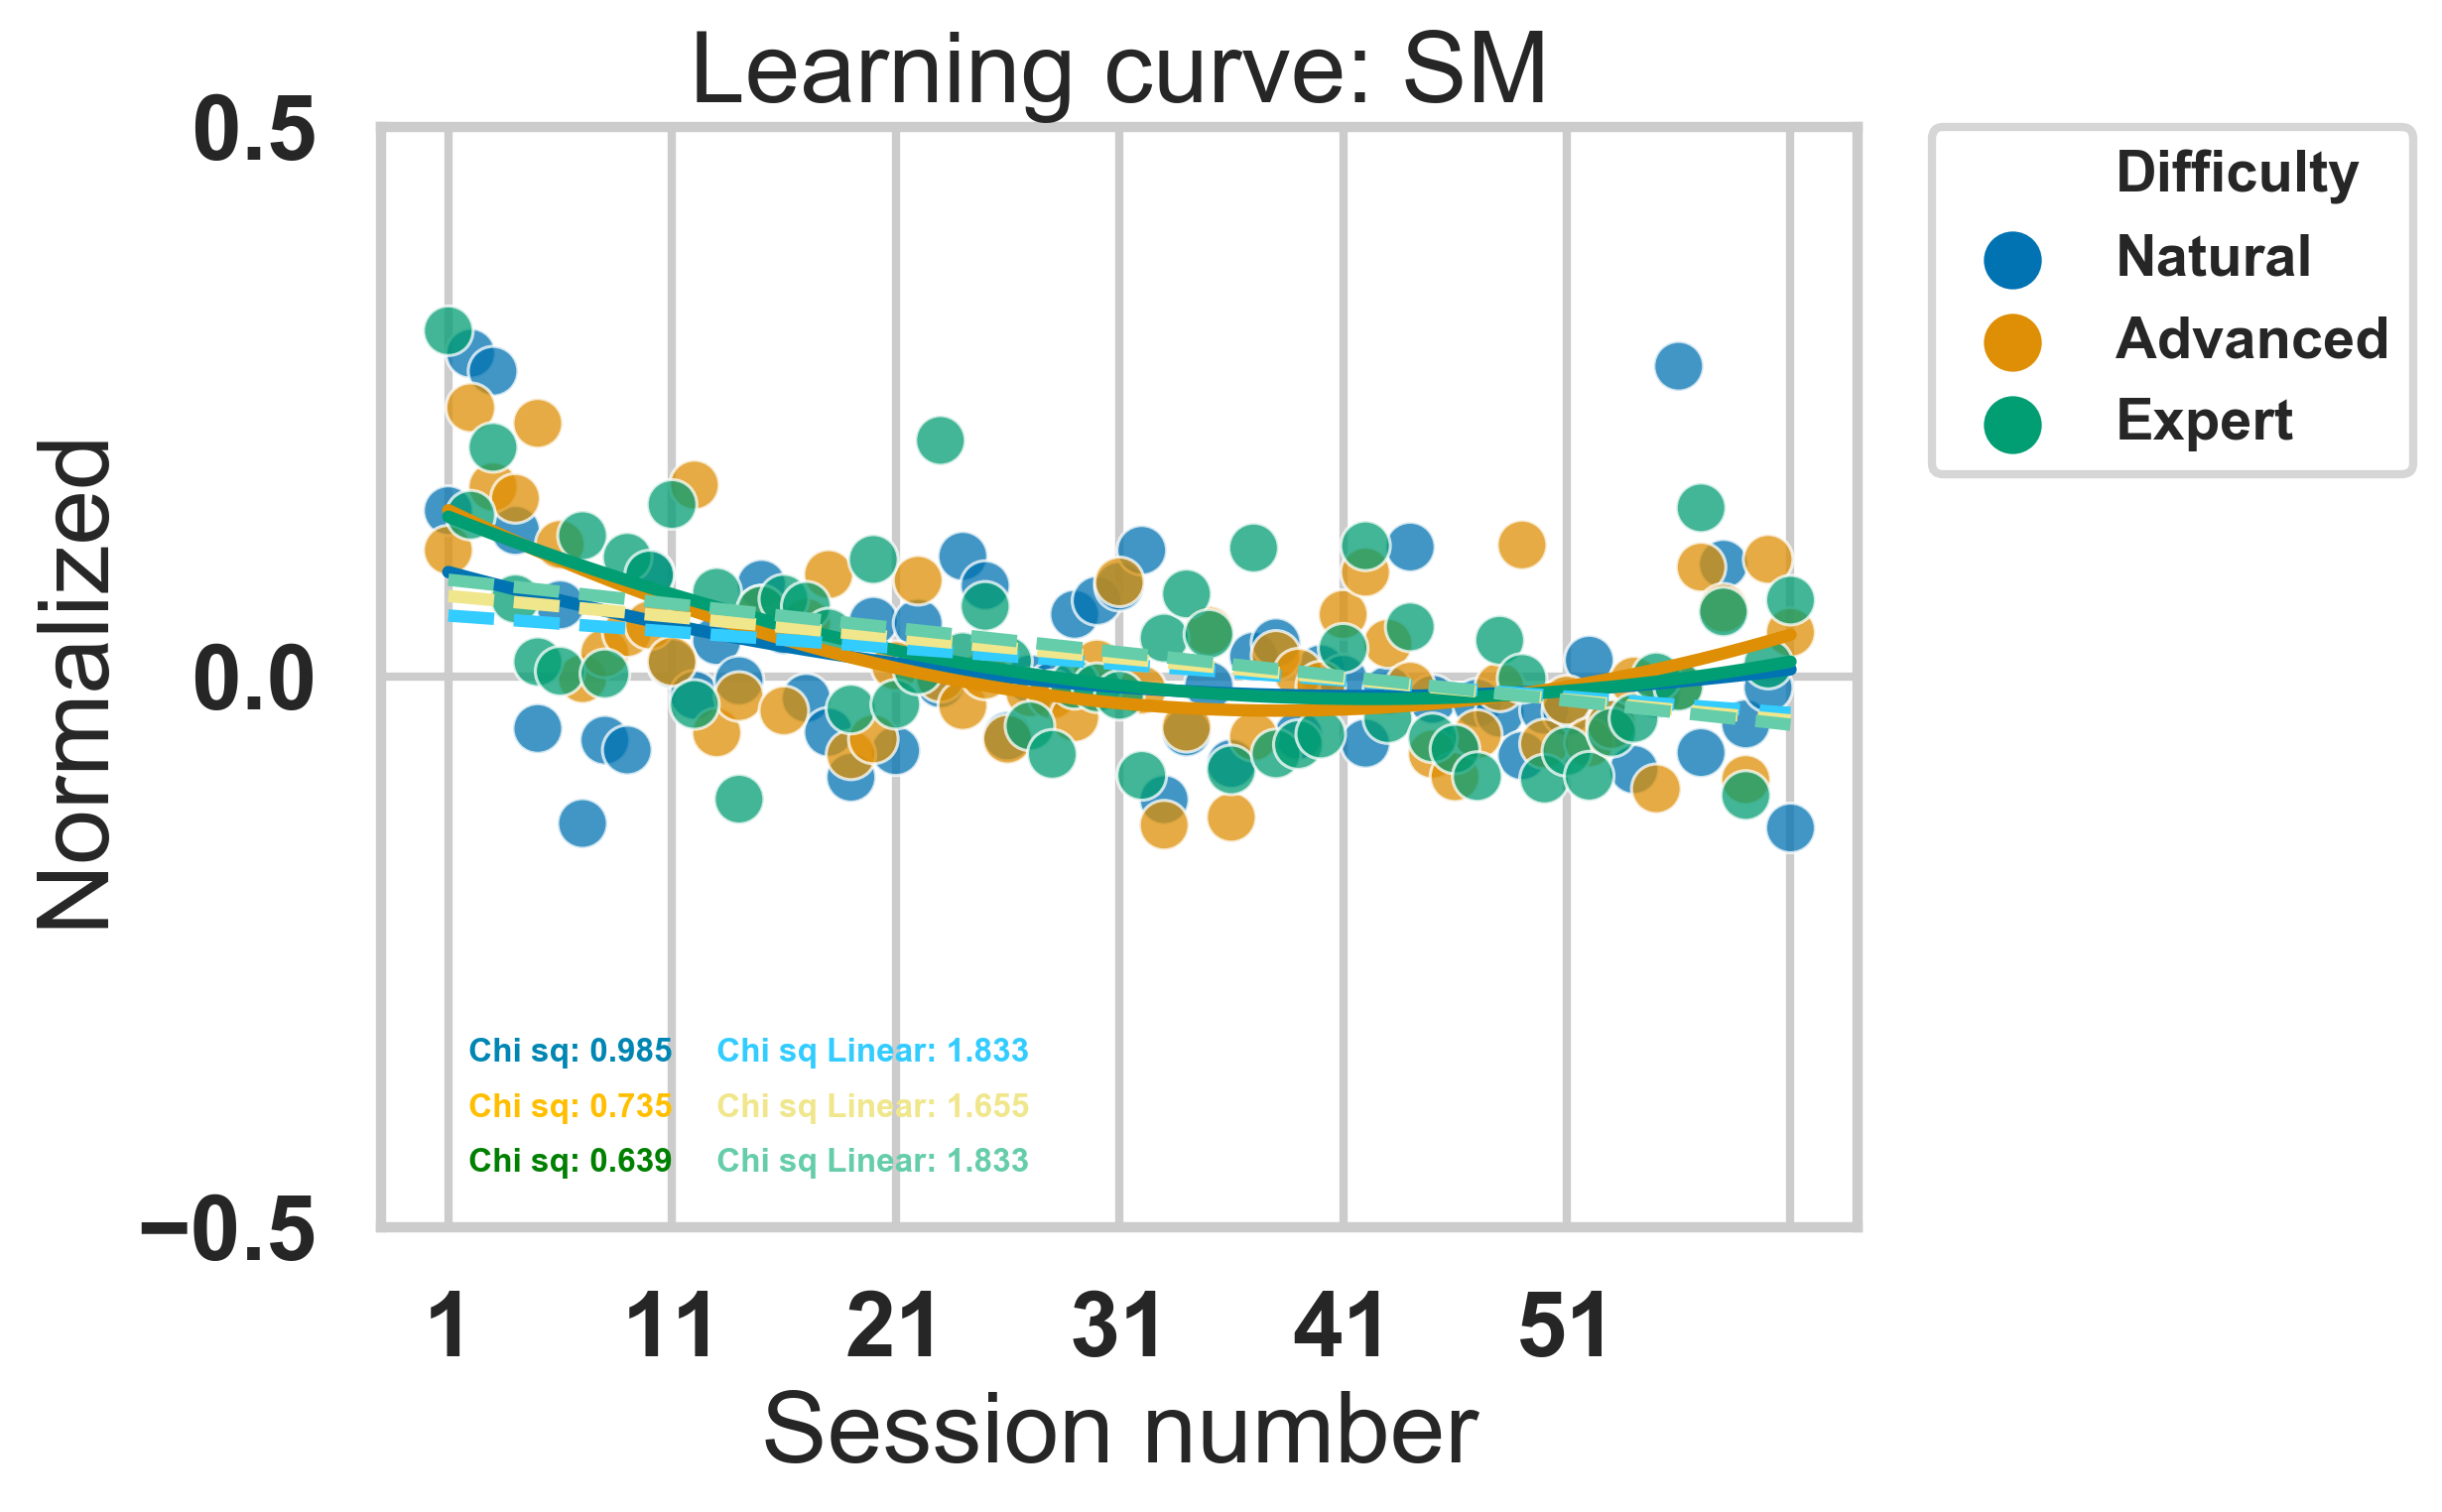 Learning curve: SM
0.5
0.0
−0.5
Normalized
Difficulty
Natural
Advanced
Expert
Chi sq: 0.985 Chi sq Linear: 1.833
Chi sq: 0.735 Chi sq Linear: 1.655
Chi sq: 0.639 Chi sq Linear: 1.833
1 11 21 31 41 51
Session number